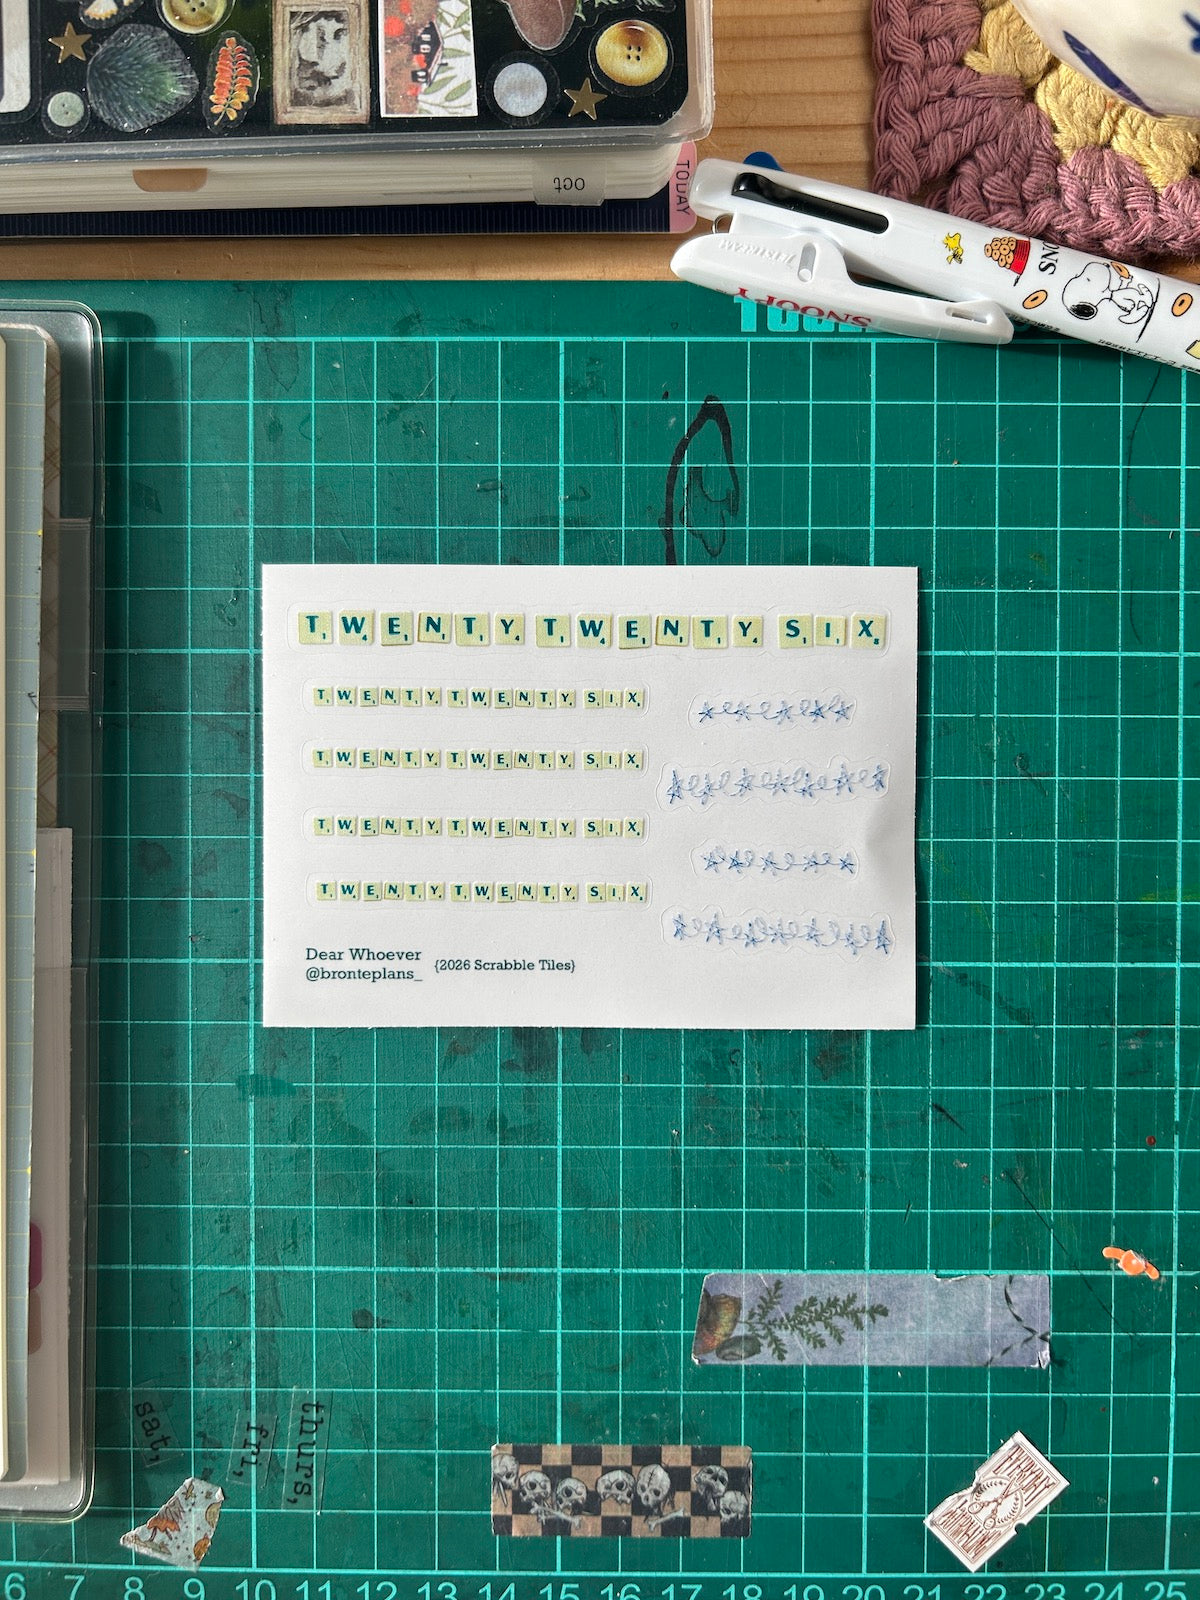 oct
TODAY
JETSTREAM
SNOOPY
TWENTY TWENTY SIX
TWENTY TWENTY SIX
TWENTY TWENTY SIX
TWENTY TWENTY SIX
TWENTY TWENTY SIX
Dear Whoever
@bronteplans_
{2026 Scrabble Tiles}
sat,
fri,
thurs,
6 7 8 9 10 11 12 13 14 15 16 17 18 19 20 21 22 23 24 25